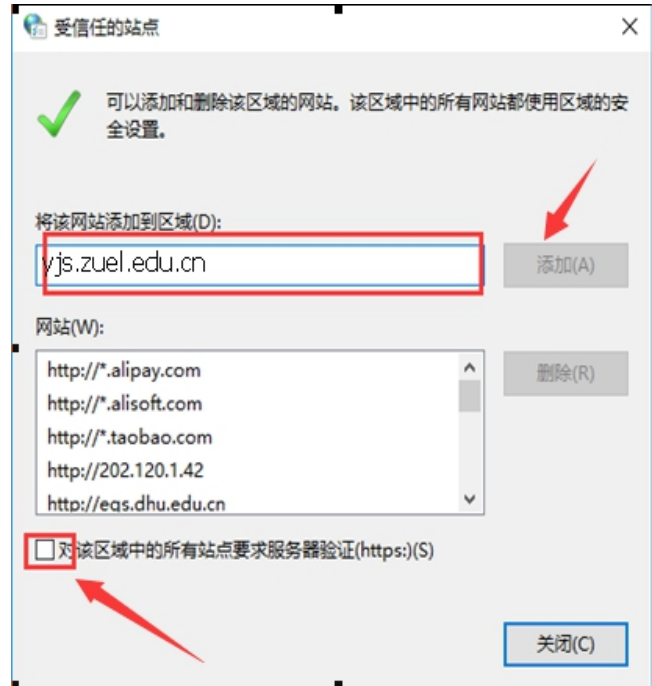 受信任的站点
可以添加和删除该区域的网站。该区域中的所有网站都使用区域的安
全设置。
将该网站添加到区域(D):
yjs.zuel.edu.cn
添加(A)
网站(W):
http://*.alipay.com
删除(R)
http://*.alisoft.com
http://*.taobao.com
http://202.120.1.42
http://eqs.dhu.edu.cn
对该区域中的所有站点要求服务器验证(https:)(S)
关闭(C)